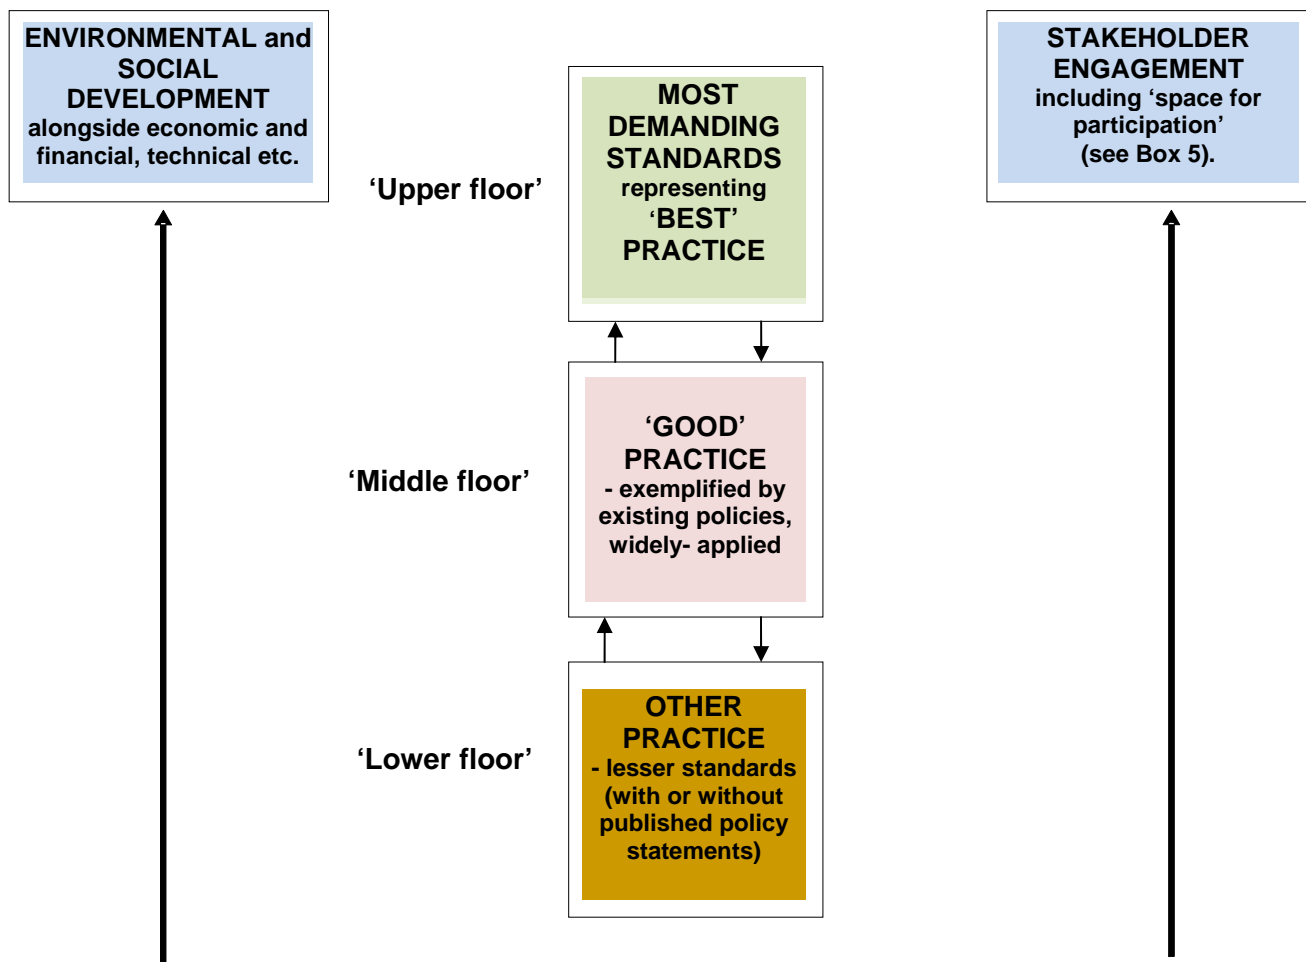 ENVIRONMENTAL and
SOCIAL
DEVELOPMENT
alongside economic and
financial, technical etc.
STAKEHOLDER
ENGAGEMENT
including ‘space for
participation’
(see Box 5).
‘Upper floor’
MOST
DEMANDING
STANDARDS
representing
‘BEST’
PRACTICE
‘Middle floor’
‘GOOD’
PRACTICE
- exemplified by
existing policies,
widely- applied
‘Lower floor’
OTHER
PRACTICE
- lesser standards
(with or without
published policy
statements)